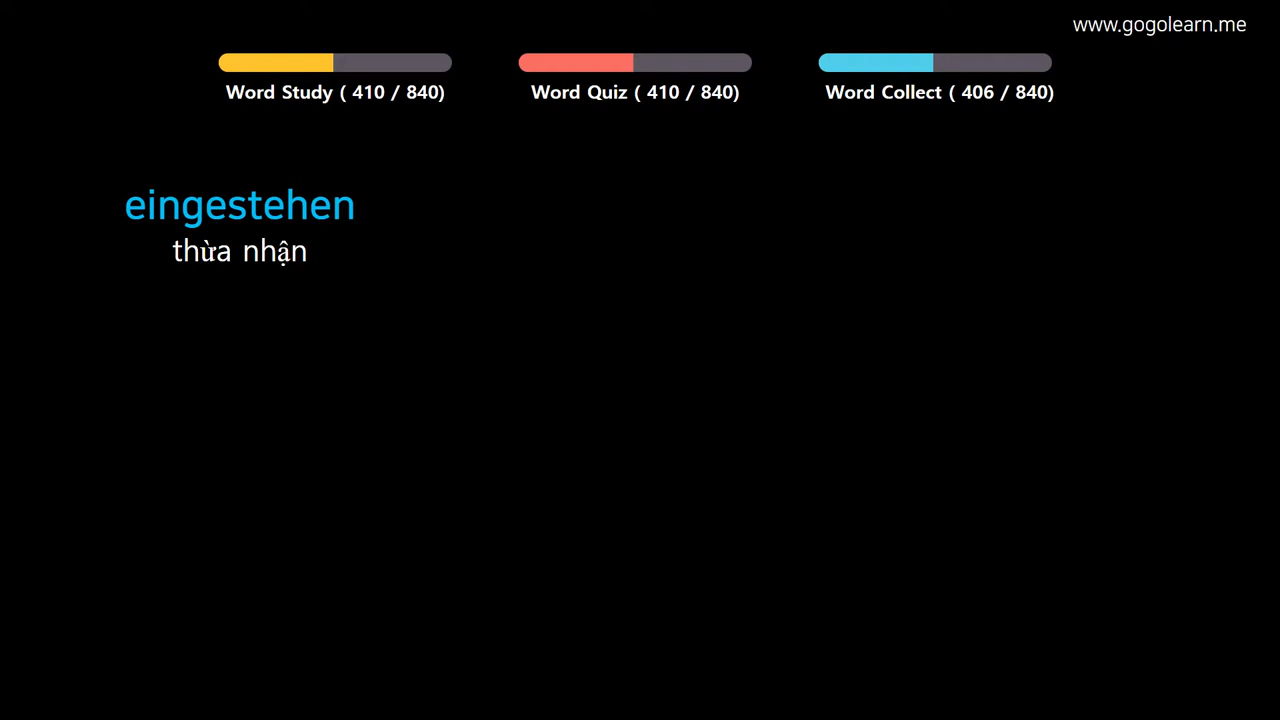 www.gogolearn.me
Word Study ( 410 / 840)
Word Quiz ( 410 / 840)
Word Collect ( 406 / 840)
eingestehen
thừa nhận